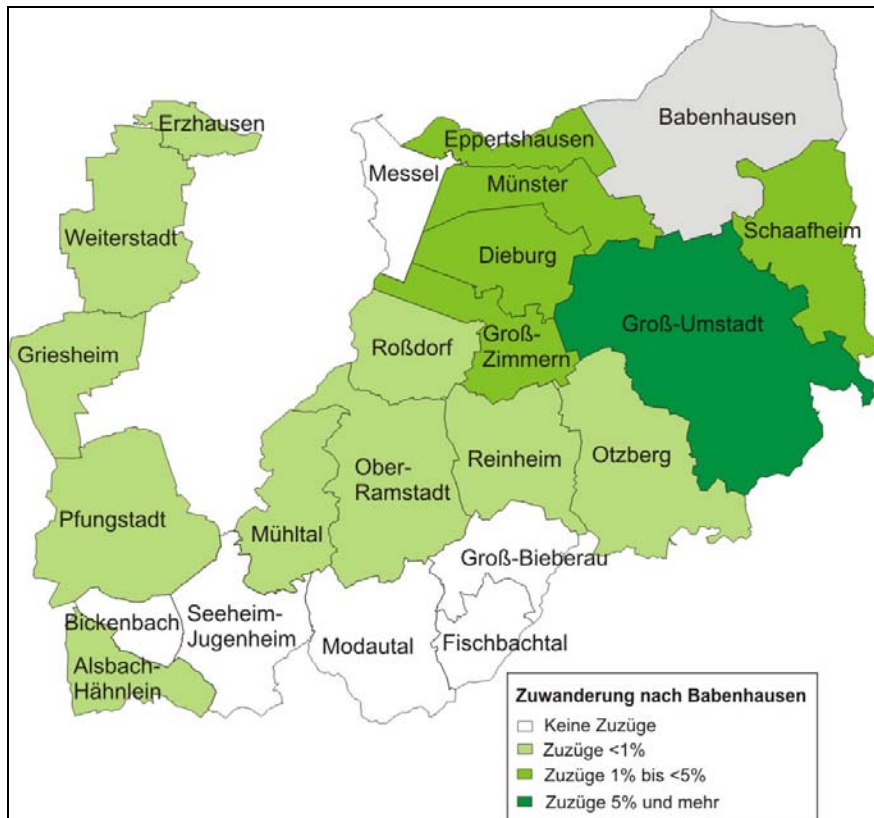 Erzhausen
Eppertshausen
Babenhausen
Messel
Münster
Weiterstadt
Schaafheim
Dieburg
Groß-Umstadt
Griesheim
Roßdorf
Groß-
Zimmern
Ober-
Ramstadt
Reinheim
Otzberg
Pfungstadt
Mühltal
Groß-Bieberau
Bickenbach
Seeheim-
Jugenheim
Modautal
Fischbachtal
Alsbach-
Hähnlein
Zuwanderung nach Babenhausen
Keine Zuzüge
Zuzüge <1%
Zuzüge 1% bis <5%
Zuzüge 5% und mehr